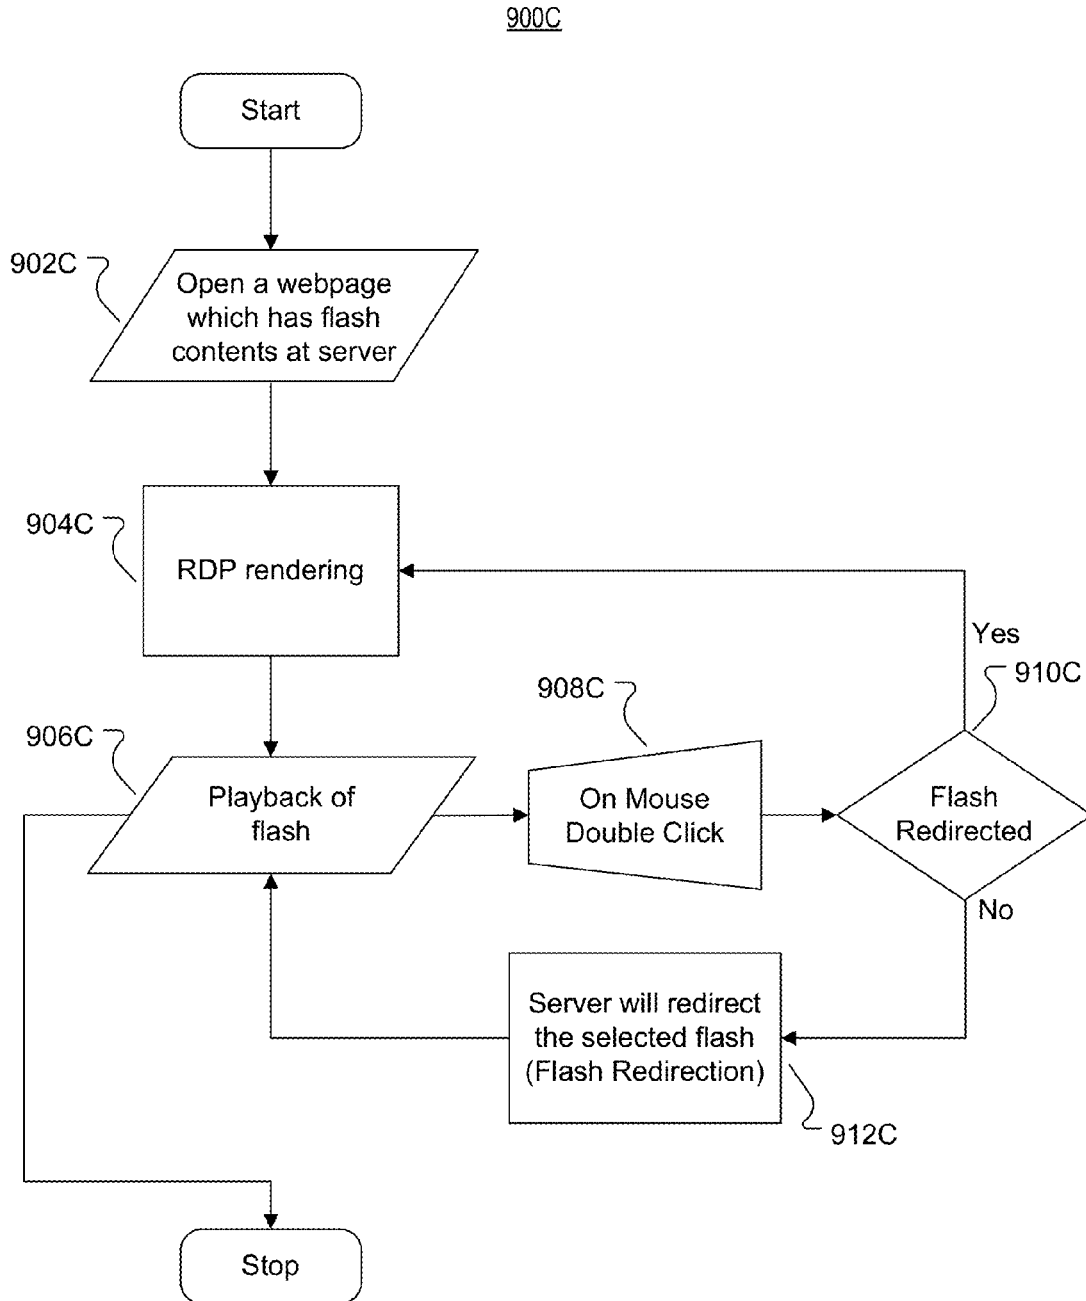 900C
Start
902C
Open a webpage
which has flash
contents at server
904C
RDP rendering
Yes
910C
908C
906C
Playback of
flash
On Mouse
Double Click
Flash
Redirected
No
Server will redirect
the selected flash
(Flash Redirection)
912C
Stop